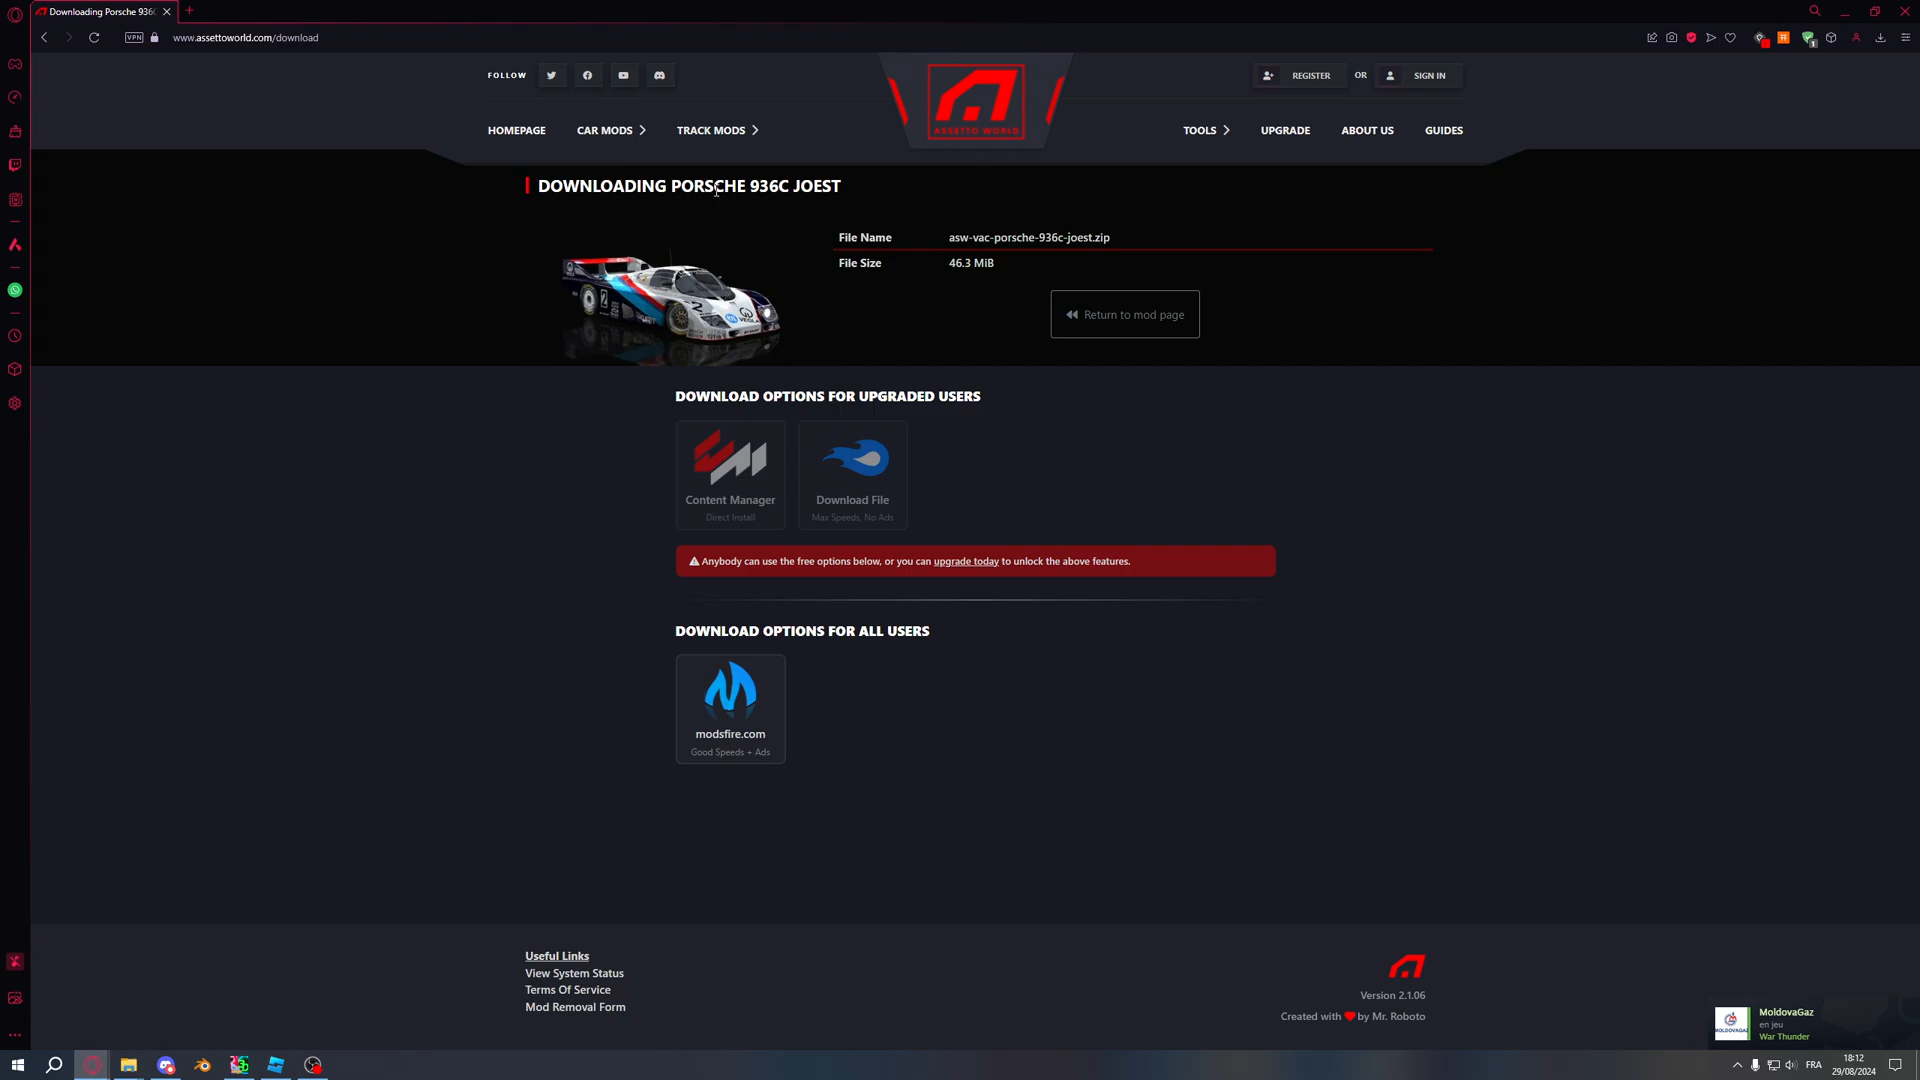 Downloading Porsche 936C
VPN
www.assettoworld.com/download
FOLLOW
REGISTER
OR
SIGN IN
ASSETTO WORLD
HOMEPAGE
CAR MODS
TRACK MODS
TOOLS
UPGRADE
ABOUT US
GUIDES
DOWNLOADING PORSCHE 936C JOEST
File Name asw-vac-porsche-936c-joest.zip
File Size 46.3 MiB
Return to mod page
DOWNLOAD OPTIONS FOR UPGRADED USERS
Content Manager
Direct Install
Download File
Max Speeds, No Ads
Anybody can use the free options below, or you can upgrade today to unlock the above features.
DOWNLOAD OPTIONS FOR ALL USERS
modsfire.com
Good Speeds + Ads
Useful Links
View System Status
Terms Of Service
Mod Removal Form
Version 2.1.06
Created with by Mr. Roboto
MOLDOVAGAZ
MoldovaGaz
en jeu
War Thunder
FRA
18:12
29/08/2024